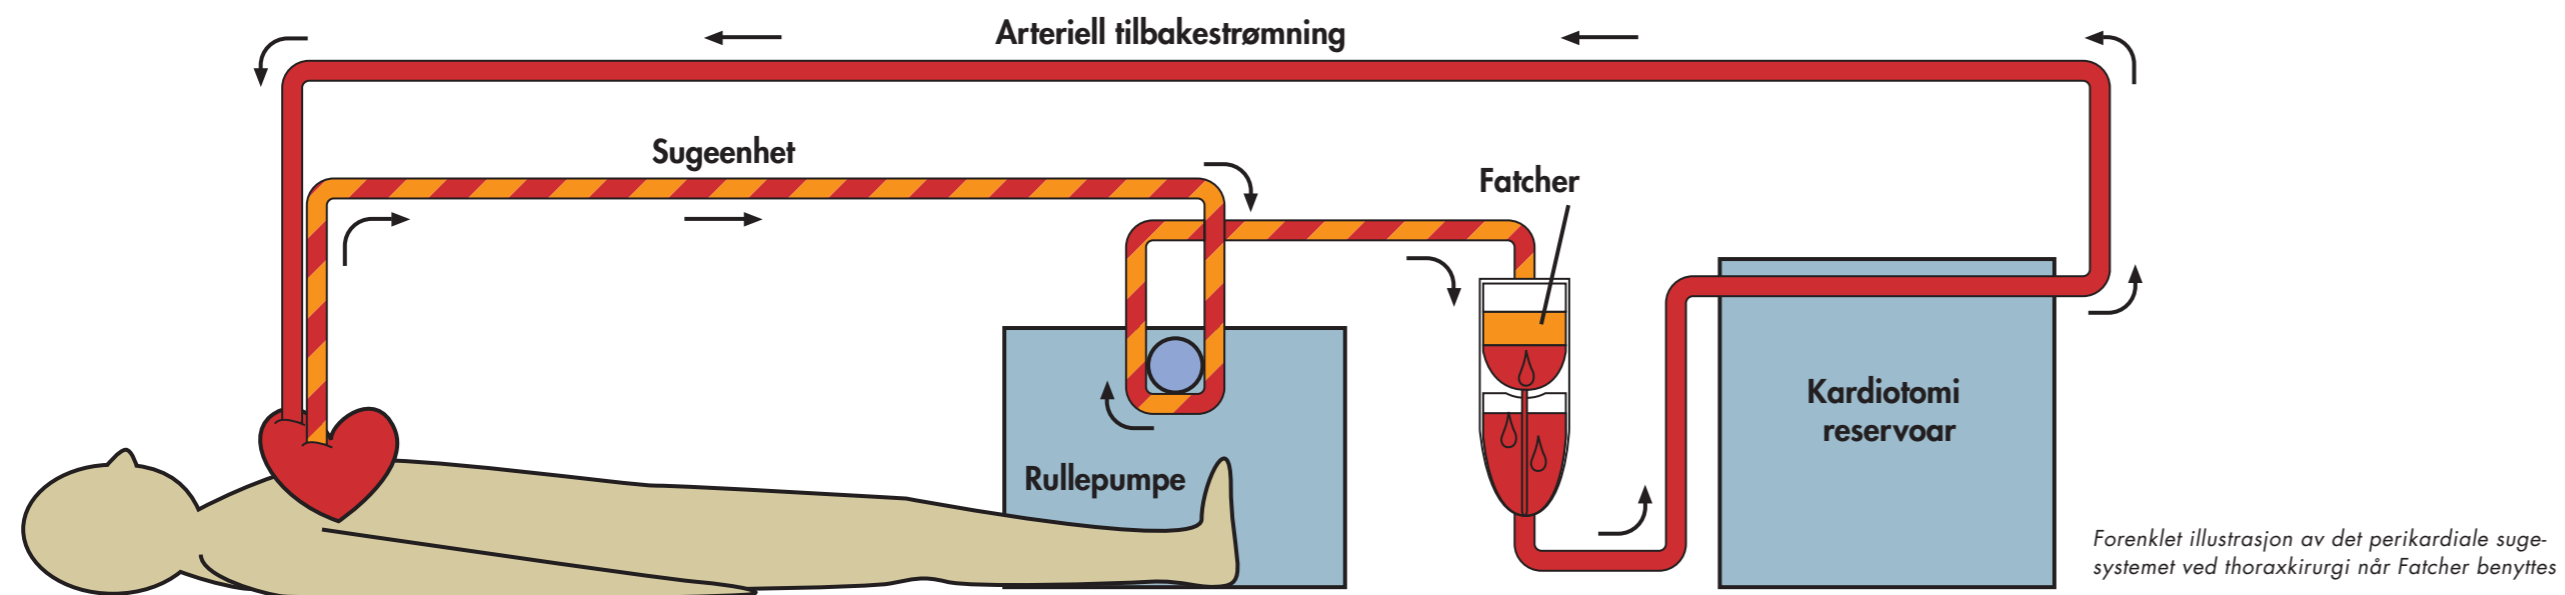 Arteriell tilbakestrømning
Sugeenhet
Fatcher
Rullepumpe
Kardiotomi
reservoar
Forenklet illustrasjon av det perikardiale suge-
systemet ved thoraxkirurgi når Fatcher benyttes